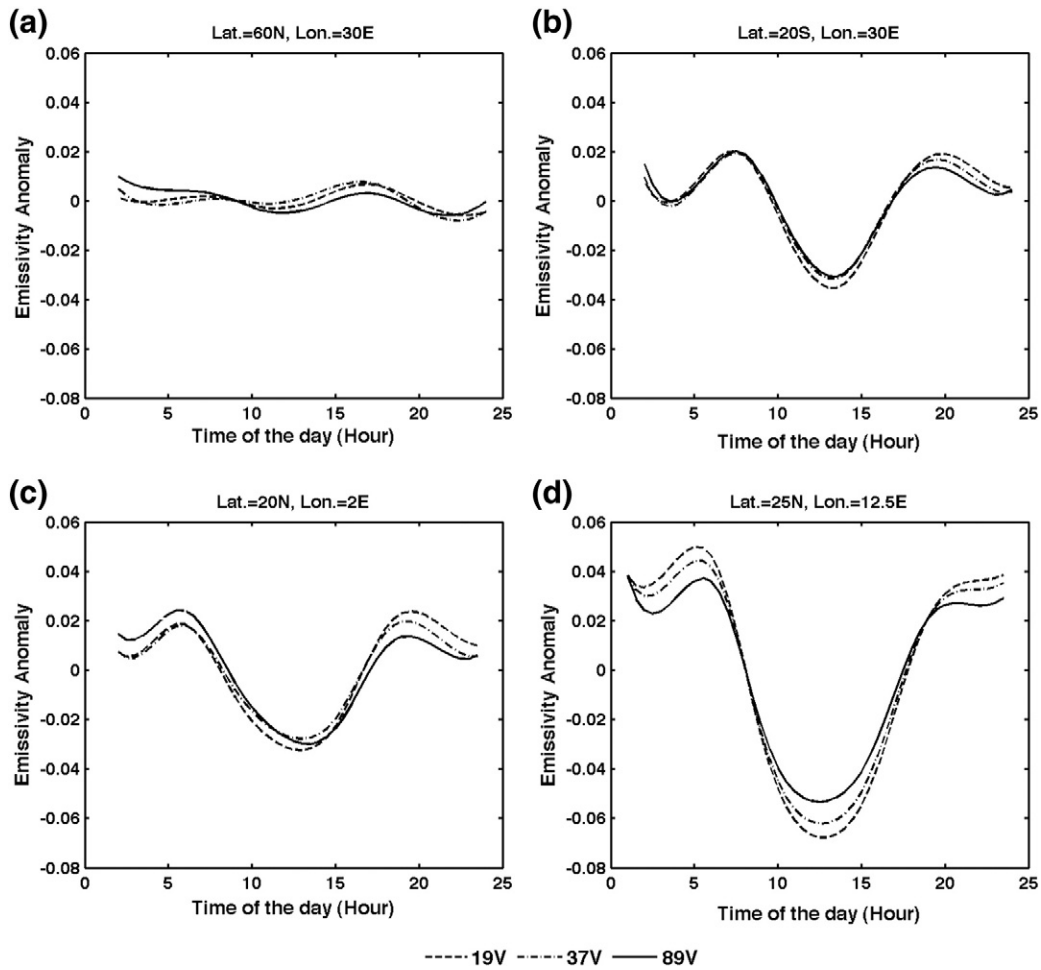 (a)
Lat.=60N, Lon.=30E
0.06
0.04
0.02
0
-0.02
-0.04
-0.06
-0.08
Emissivity Anomaly
0 5 10 15 20 25
Time of the day (Hour)
(b)
Lat.=20S, Lon.=30E
0.06
0.04
0.02
0
-0.02
-0.04
-0.06
-0.08
Emissivity Anomaly
0 5 10 15 20 25
Time of the day (Hour)
(c)
Lat.=20N, Lon.=2E
0.06
0.04
0.02
0
-0.02
-0.04
-0.06
-0.08
Emissivity Anomaly
0 5 10 15 20 25
Time of the day (Hour)
(d)
Lat.=25N, Lon.=12.5E
0.06
0.04
0.02
0
-0.02
-0.04
-0.06
-0.08
Emissivity Anomaly
0 5 10 15 20 25
Time of the day (Hour)
19V 37V 89V